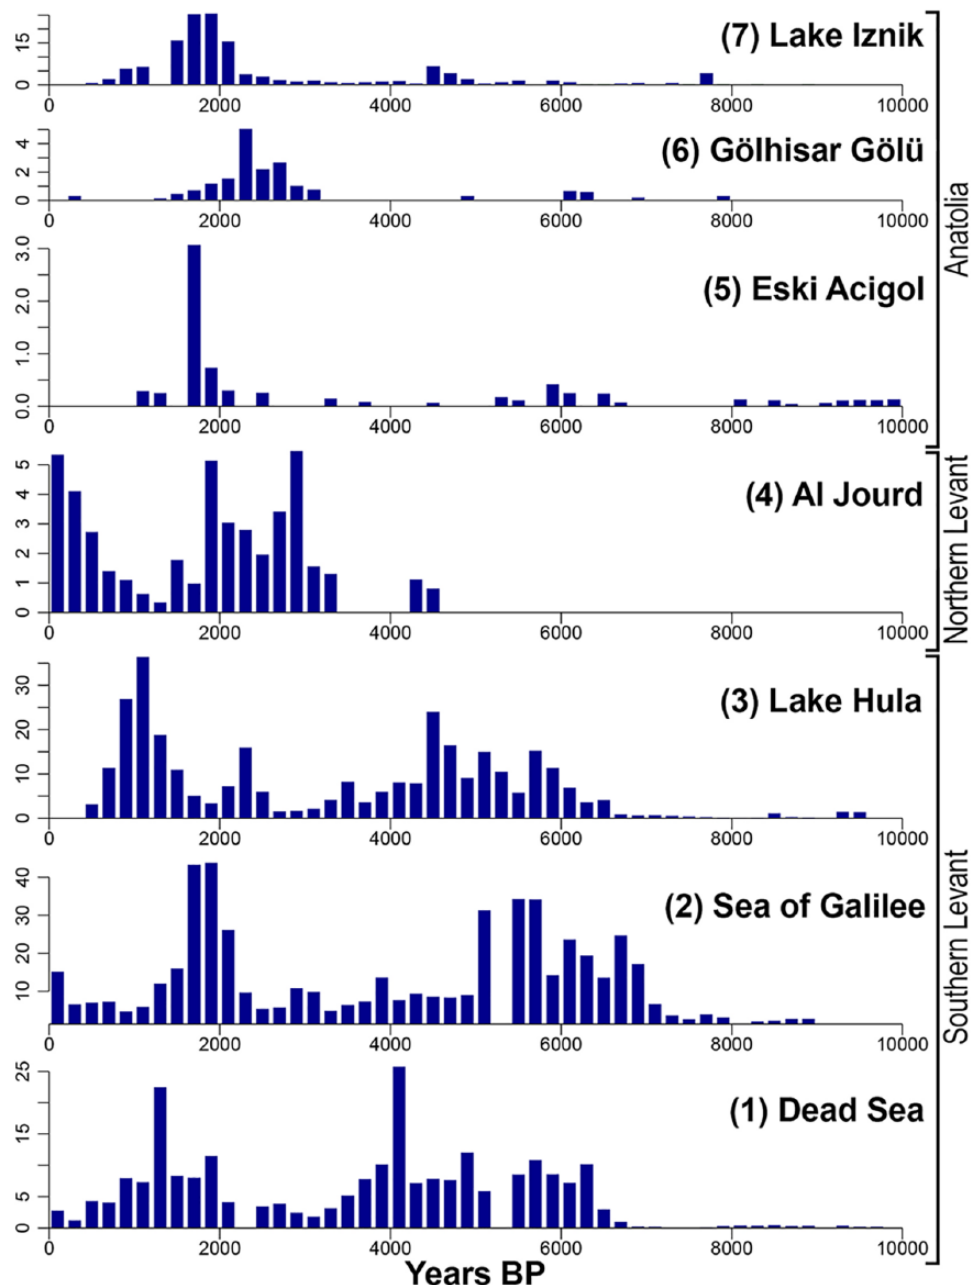 (7) Lake Iznik
15
5
0
0 2000 4000 6000 8000 10000
(6) Gölhisar Gölü
4
2
0
0 2000 4000 6000 8000 10000
(5) Eski Acigol
3.0
2.0
1.0
0.0
0 2000 4000 6000 8000 10000
Anatolia
(4) Al Jourd
5
4
3
2
1
0
0 2000 4000 6000 8000 10000
Northern Levant
(3) Lake Hula
30
20
10
0
0 2000 4000 6000 8000 10000
(2) Sea of Galilee
40
30
20
10
0 2000 4000 6000 8000 10000
(1) Dead Sea
25
15
5
0
0 2000 4000 6000 8000 10000
Southern Levant
Years BP